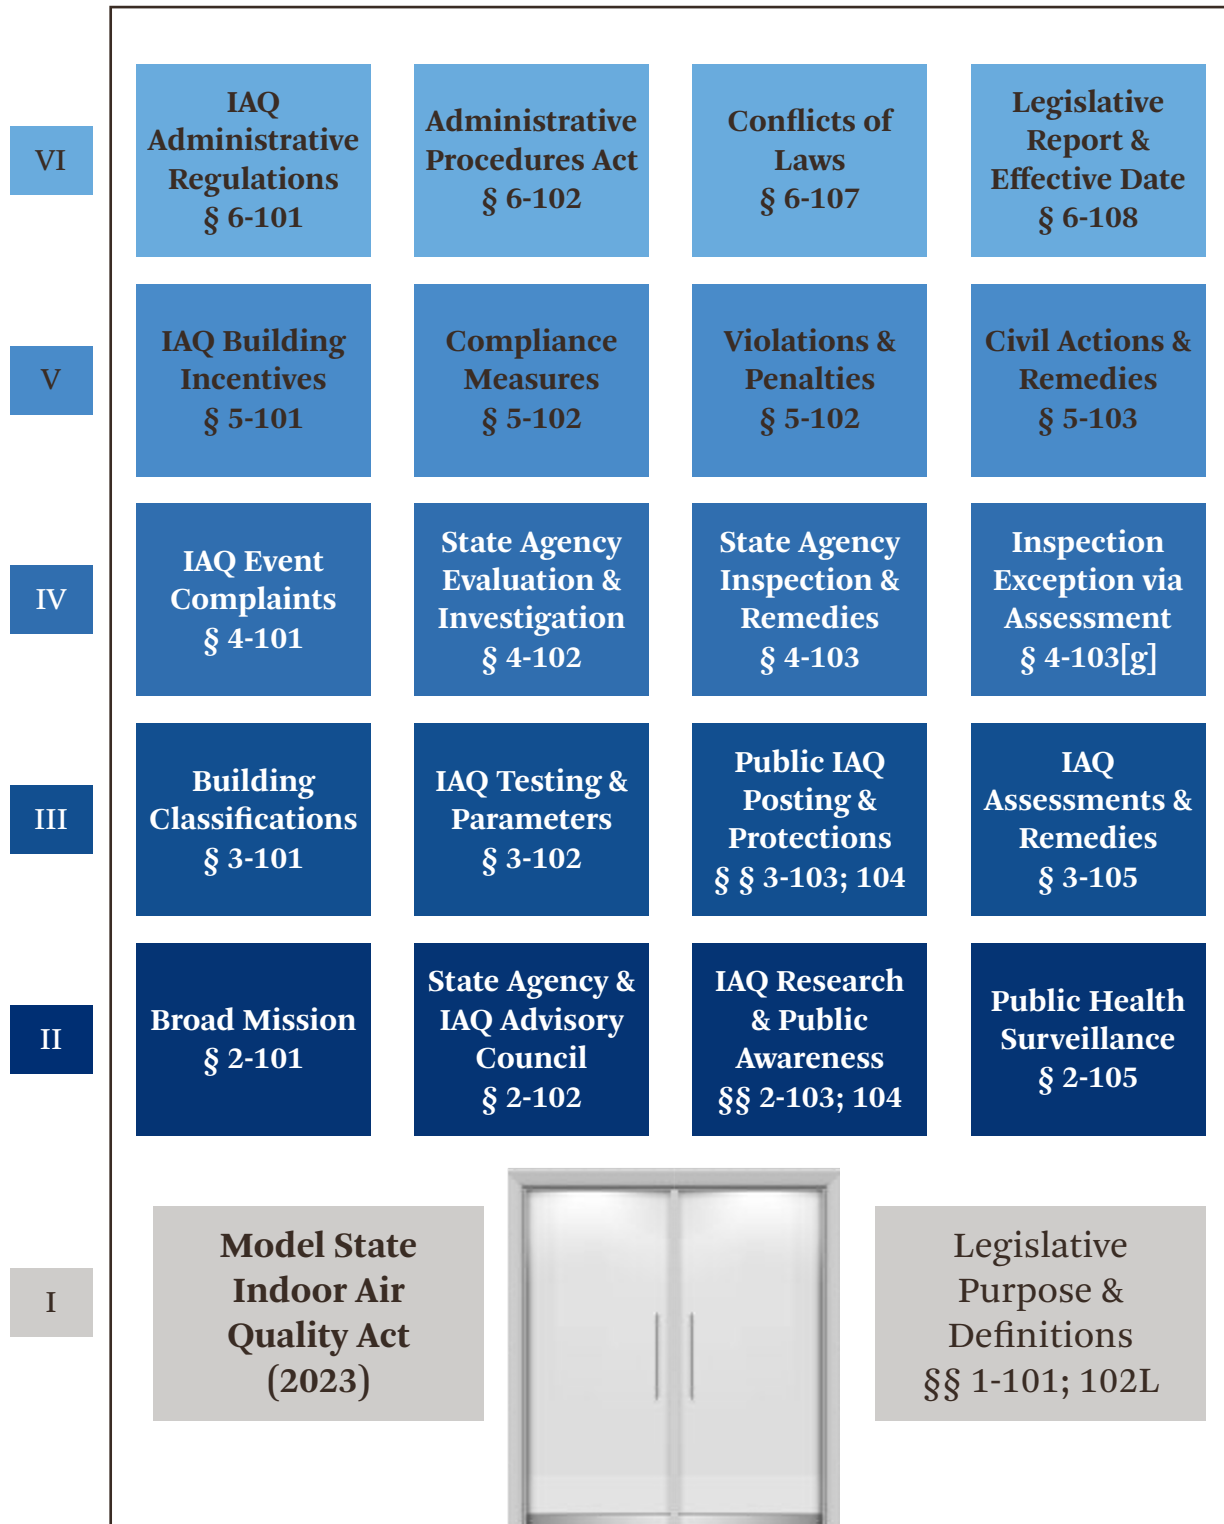 VI
IAQ
Administrative
Regulations
§ 6-101
Administrative
Procedures Act
§ 6-102
Conflicts of
Laws
§ 6-107
Legislative
Report &
Effective Date
§ 6-108
V
IAQ Building
Incentives
§ 5-101
Compliance
Measures
§ 5-102
Violations &
Penalties
§ 5-102
Civil Actions &
Remedies
§ 5-103
IV
IAQ Event
Complaints
§ 4-101
State Agency
Evaluation &
Investigation
§ 4-102
State Agency
Inspection &
Remedies
§ 4-103
Inspection
Exception via
Assessment
§ 4-103[g]
III
Building
Classifications
§ 3-101
IAQ Testing &
Parameters
§ 3-102
Public IAQ
Posting &
Protections
§ § 3-103; 104
IAQ
Assessments &
Remedies
§ 3-105
II
Broad Mission
§ 2-101
State Agency &
IAQ Advisory
Council
§ 2-102
IAQ Research
& Public
Awareness
§§ 2-103; 104
Public Health
Surveillance
§ 2-105
I
Model State
Indoor Air
Quality Act
(2023)
Legislative
Purpose &
Definitions
§§ 1-101; 102L